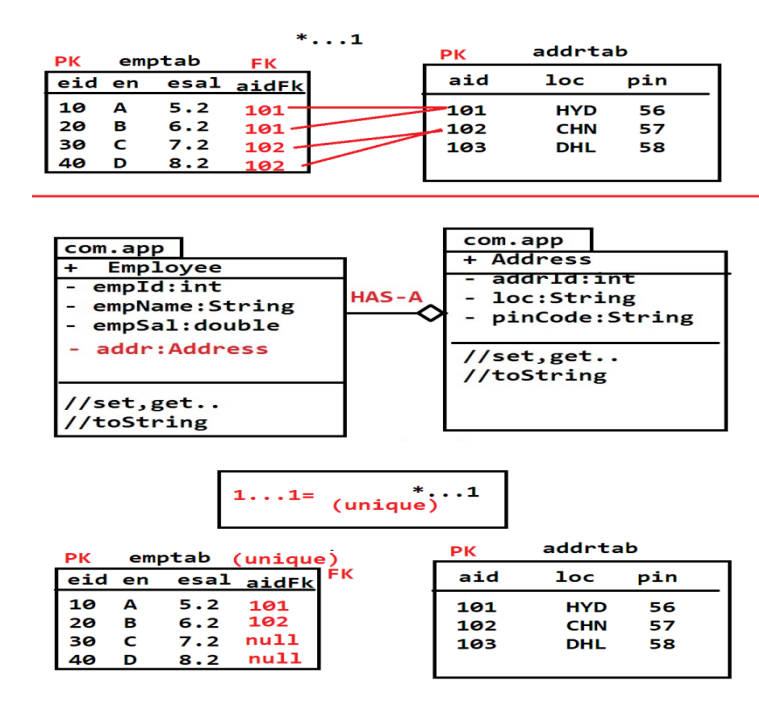 *...1
PK emptab FK
eid en esal aidFk
10 A 5.2 101
20 B 6.2 101
30 C 7.2 102
40 D 8.2 102
PK addrtab
aid loc pin
101 HYD 56
102 CHN 57
103 DHL 58
com.app
+ Employee
- empId:int
- empName:String
- empSal:double
- addr:Address
//set,get..
//toString
HAS-A
com.app
+ Address
- addrId:int
- loc:String
- pinCode:String
//set,get..
//toString
1...1= *...1
(unique)
PK emptab (unique)
FK
eid en esal aidFk
10 A 5.2 101
20 B 6.2 102
30 C 7.2 null
40 D 8.2 null
PK addrtab
aid loc pin
101 HYD 56
102 CHN 57
103 DHL 58